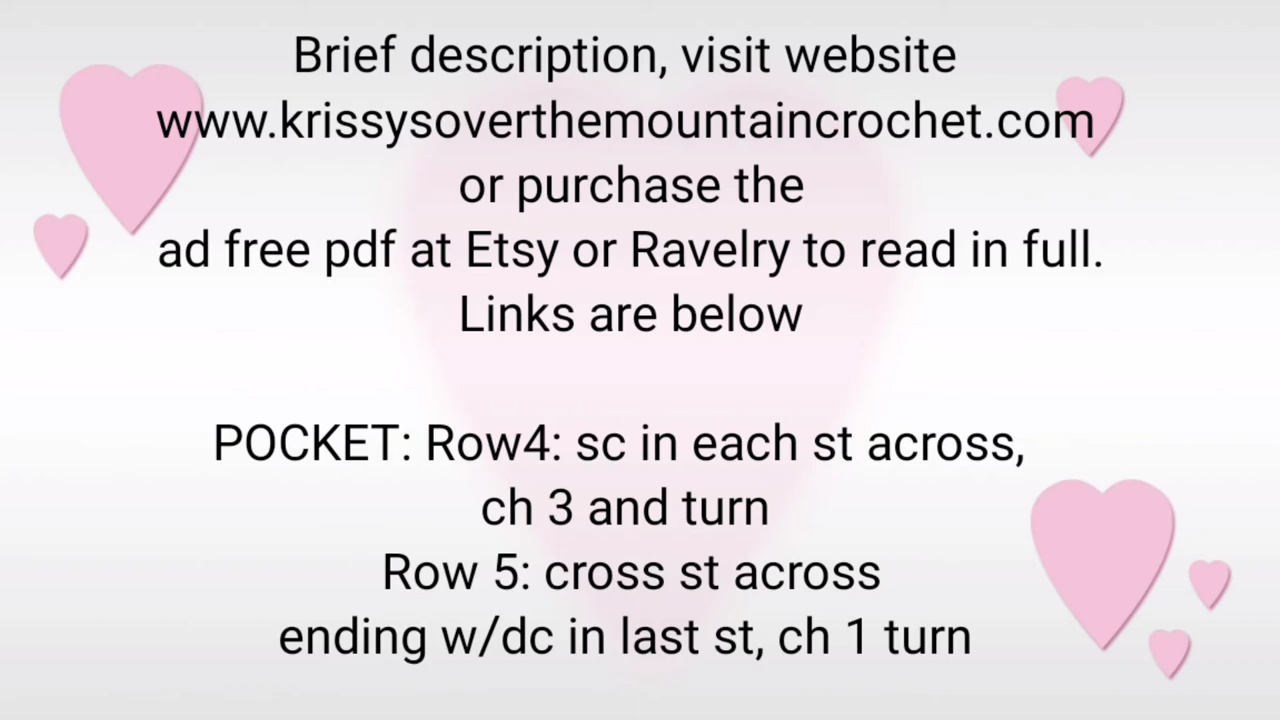 Brief description, visit website
www.krissysoverthemountaincrochet.com
or purchase the
ad free pdf at Etsy or Ravelry to read in full.
Links are below
POCKET: Row4: sc in each st across,
ch 3 and turn
Row 5: cross st across
ending w/dc in last st, ch 1 turn